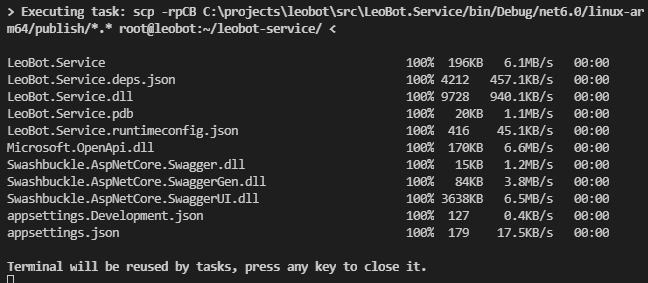 > Executing task: scp -rpCB C:\projects\leobot\src\LeoBot.Service/bin/Debug/net6.0/linux-ar
m64/publish/*.* root@leobot:~/leobot-service/ <
LeoBot.Service 100% 196KB 6.1MB/s 00:00
LeoBot.Service.deps.json 100% 4212 457.1KB/s 00:00
LeoBot.Service.dll 100% 9728 940.1KB/s 00:00
LeoBot.Service.pdb 100% 20KB 1.1MB/s 00:00
LeoBot.Service.runtimeconfig.json 100% 416 45.1KB/s 00:00
Microsoft.OpenApi.dll 100% 170KB 6.6MB/s 00:00
Swashbuckle.AspNetCore.Swagger.dll 100% 15KB 1.2MB/s 00:00
Swashbuckle.AspNetCore.SwaggerGen.dll 100% 84KB 3.8MB/s 00:00
Swashbuckle.AspNetCore.SwaggerUI.dll 100% 3638KB 6.5MB/s 00:00
appsettings.Development.json 100% 127 0.4KB/s 00:00
appsettings.json 100% 179 17.5KB/s 00:00
Terminal will be reused by tasks, press any key to close it.